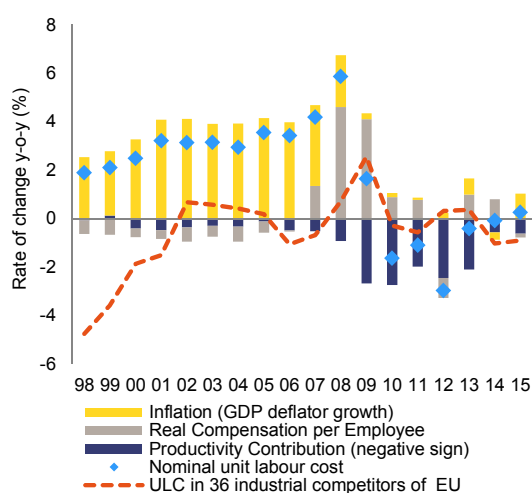 Rate of change y-o-y (%)
8
6
4
2
0
-2
-4
-6
98 99 00 01 02 03 04 05 06 07 08 09 10 11 12 13 14 15
Inflation (GDP deflator growth)
Real Compensation per Employee
Productivity Contribution (negative sign)
Nominal unit labour cost
ULC in 36 industrial competitors of EU